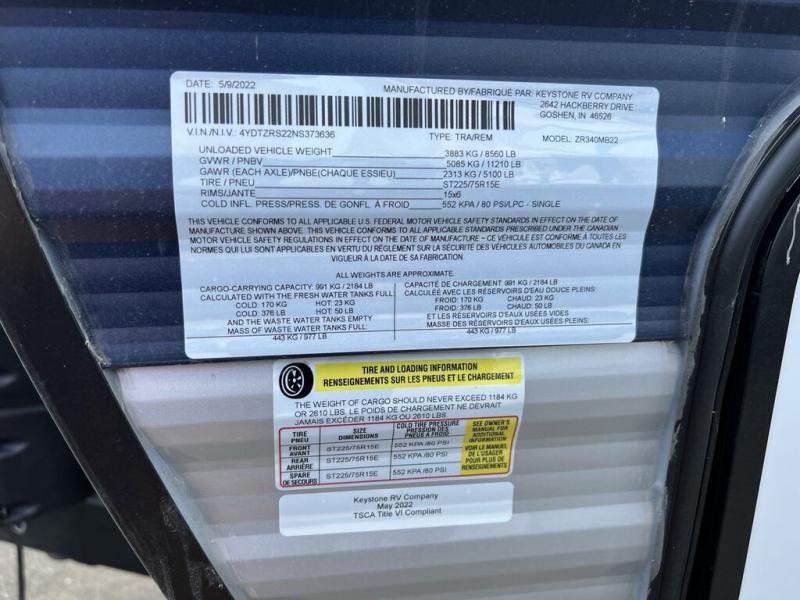 DATE: 5/9/2022
MANUFACTURED BY/FABRIQUE PAR: KEYSTONE RV COMPANY
2642 HACKBERRY DRIVE
GOSHEN, IN 46526
V.I.N./N.I.V.: 4YDTZRS22NS373636 TYPE: TRA/REM MODEL: ZR340MB22
UNLOADED VEHICLE WEIGHT 3883 KG / 8560 LB
GVWR / PNBV 5085 KG / 11210 LB
GAWR (EACH AXLE)/PNBE(CHAQUE ESSIEU) 2313 KG / 5100 LB
TIRE / PNEU ST225/75R15E
RIMS/JANTE 15x6
COLD INFL. PRESS/PRESS. DE GONFL. À FROID 552 KPA / 80 PSI/LPC - SINGLE
THIS VEHICLE CONFORMS TO ALL APPLICABLE U.S. FEDERAL MOTOR VEHICLE SAFETY STANDARDS IN EFFECT ON THE DATE OF
MANUFACTURE SHOWN ABOVE. THIS VEHICLE CONFORMS TO ALL APPLICABLE STANDARDS PRESCRIBED UNDER THE CANADIAN
MOTOR VEHICLE SAFETY REGULATIONS IN EFFECT ON THE DATE OF MANUFACTURE ~ CE VÉHICULE EST CONFORME À TOUTES LES
NORMES QUI LUI SONT APPLICABLES EN VERTU DU RÈGLEMENT SUR LA SÉCURITÉ DES VÉHICULES AUTOMOBILES DU CANADA EN
VIGUEUR À LA DATE DE SA FABRICATION.
ALL WEIGHTS ARE APPROXIMATE.
CARGO-CARRYING CAPACITY: 991 KG / 2184 LB
CALCULATED WITH THE FRESH WATER TANKS FULL:
COLD: 170 KG HOT: 23 KG
COLD: 376 LB HOT: 50 LB
AND THE WASTE WATER TANKS EMPTY
MASS OF WASTE WATER TANKS FULL:
443 KG / 977 LB
CAPACITÉ DE CHARGEMENT: 991 KG / 2184 LB
CALCULÉE AVEC LES RÉSERVOIRS D'EAU DOUCE PLEINS:
FROID: 170 KG CHAUD: 23 KG
FROID: 376 LB CHAUD: 50 LB
ET LES RÉSERVOIRS D'EAUX USÉES VIDES
MASSE DES RÉSERVOIRS D'EAUX USÉES PLEINS:
443 KG / 977 LB
TIRE AND LOADING INFORMATION
RENSEIGNEMENTS SUR LES PNEUS ET LE CHARGEMENT
THE WEIGHT OF CARGO SHOULD NEVER EXCEED 1184 KG
OR 2610 LBS. LE POIDS DE CHARGEMENT NE DEVRAIT
JAMAIS EXCÉDER 1184 KG OU 2610 LBS.
TIRE PNEU SIZE DIMENSIONS COLD TIRE PRESSURE PRESSION DES PNEUS A FROID
FRONT AVANT ST225/75R15E 552 KPA /80 PSI
REAR ARRIÈRE ST225/75R15E 552 KPA /80 PSI
SPARE DE SECOURS ST225/75R15E 552 KPA /80 PSI
SEE OWNER'S
MANUAL FOR
ADDITIONAL
INFORMATION
VOIR LE MANUEL
DE L'USAGER
POUR PLUS DE
RENSEIGNEMENTS
Keystone RV Company
May 2022
TSCA Title VI Compliant